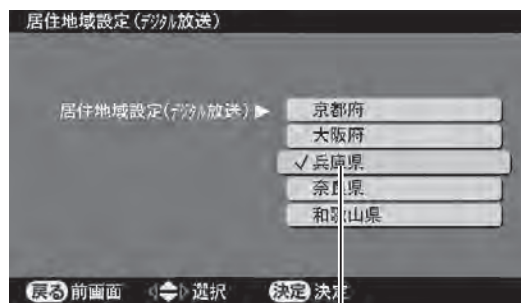 居住地域設定(デジタル放送)
居住地域設定(デジタル放送)▶
京都府
大阪府
✓兵庫県
奈良県
和歌山県
戻る 前画面 選択 決定 決定